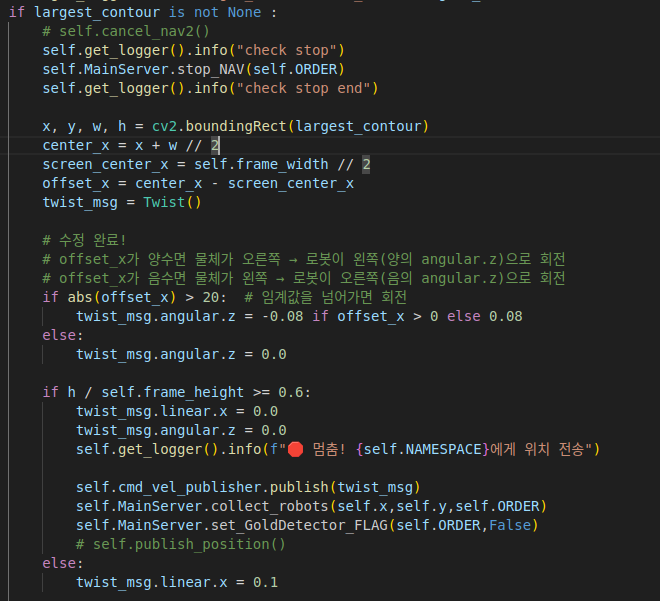 if largest_contour is not None :
# self.cancel_nav2()
self.get_logger().info("check stop")
self.MainServer.stop_NAV(self.ORDER)
self.get_logger().info("check stop end")
x, y, w, h = cv2.boundingRect(largest_contour)
center_x = x + w // 2
screen_center_x = self.frame_width // 2
offset_x = center_x - screen_center_x
twist_msg = Twist()
# 수정 완료!
# offset_x가 양수면 물체가 오른쪽 → 로봇이 왼쪽(양의 angular.z)으로 회전
# offset_x가 음수면 물체가 왼쪽 → 로봇이 오른쪽(음의 angular.z)으로 회전
if abs(offset_x) > 20:  # 임계값을 넘어가면 회전
twist_msg.angular.z = -0.08 if offset_x > 0 else 0.08
else:
twist_msg.angular.z = 0.0
if h / self.frame_height >= 0.6:
twist_msg.linear.x = 0.0
twist_msg.angular.z = 0.0
self.get_logger().info(f"🛑 멈춤! {self.NAMESPACE}에게 위치 전송")
self.cmd_vel_publisher.publish(twist_msg)
self.MainServer.collect_robots(self.x,self.y,self.ORDER)
self.MainServer.set_GoldDetector_FLAG(self.ORDER,False)
# self.publish_position()
else:
twist_msg.linear.x = 0.1